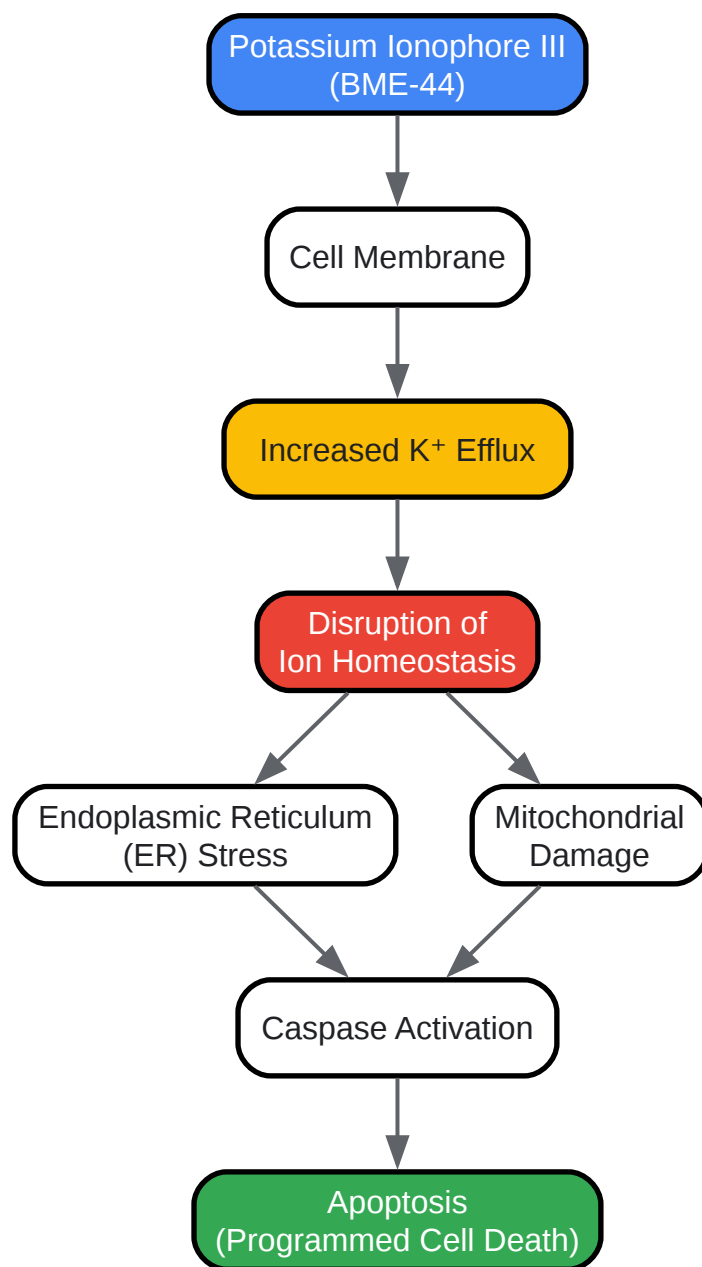 Potassium Ionophore III
(BME-44)
Cell Membrane
Increased K⁺ Efflux
Disruption of
Ion Homeostasis
Endoplasmic Reticulum
(ER) Stress
Mitochondrial
Damage
Caspase Activation
Apoptosis
(Programmed Cell Death)